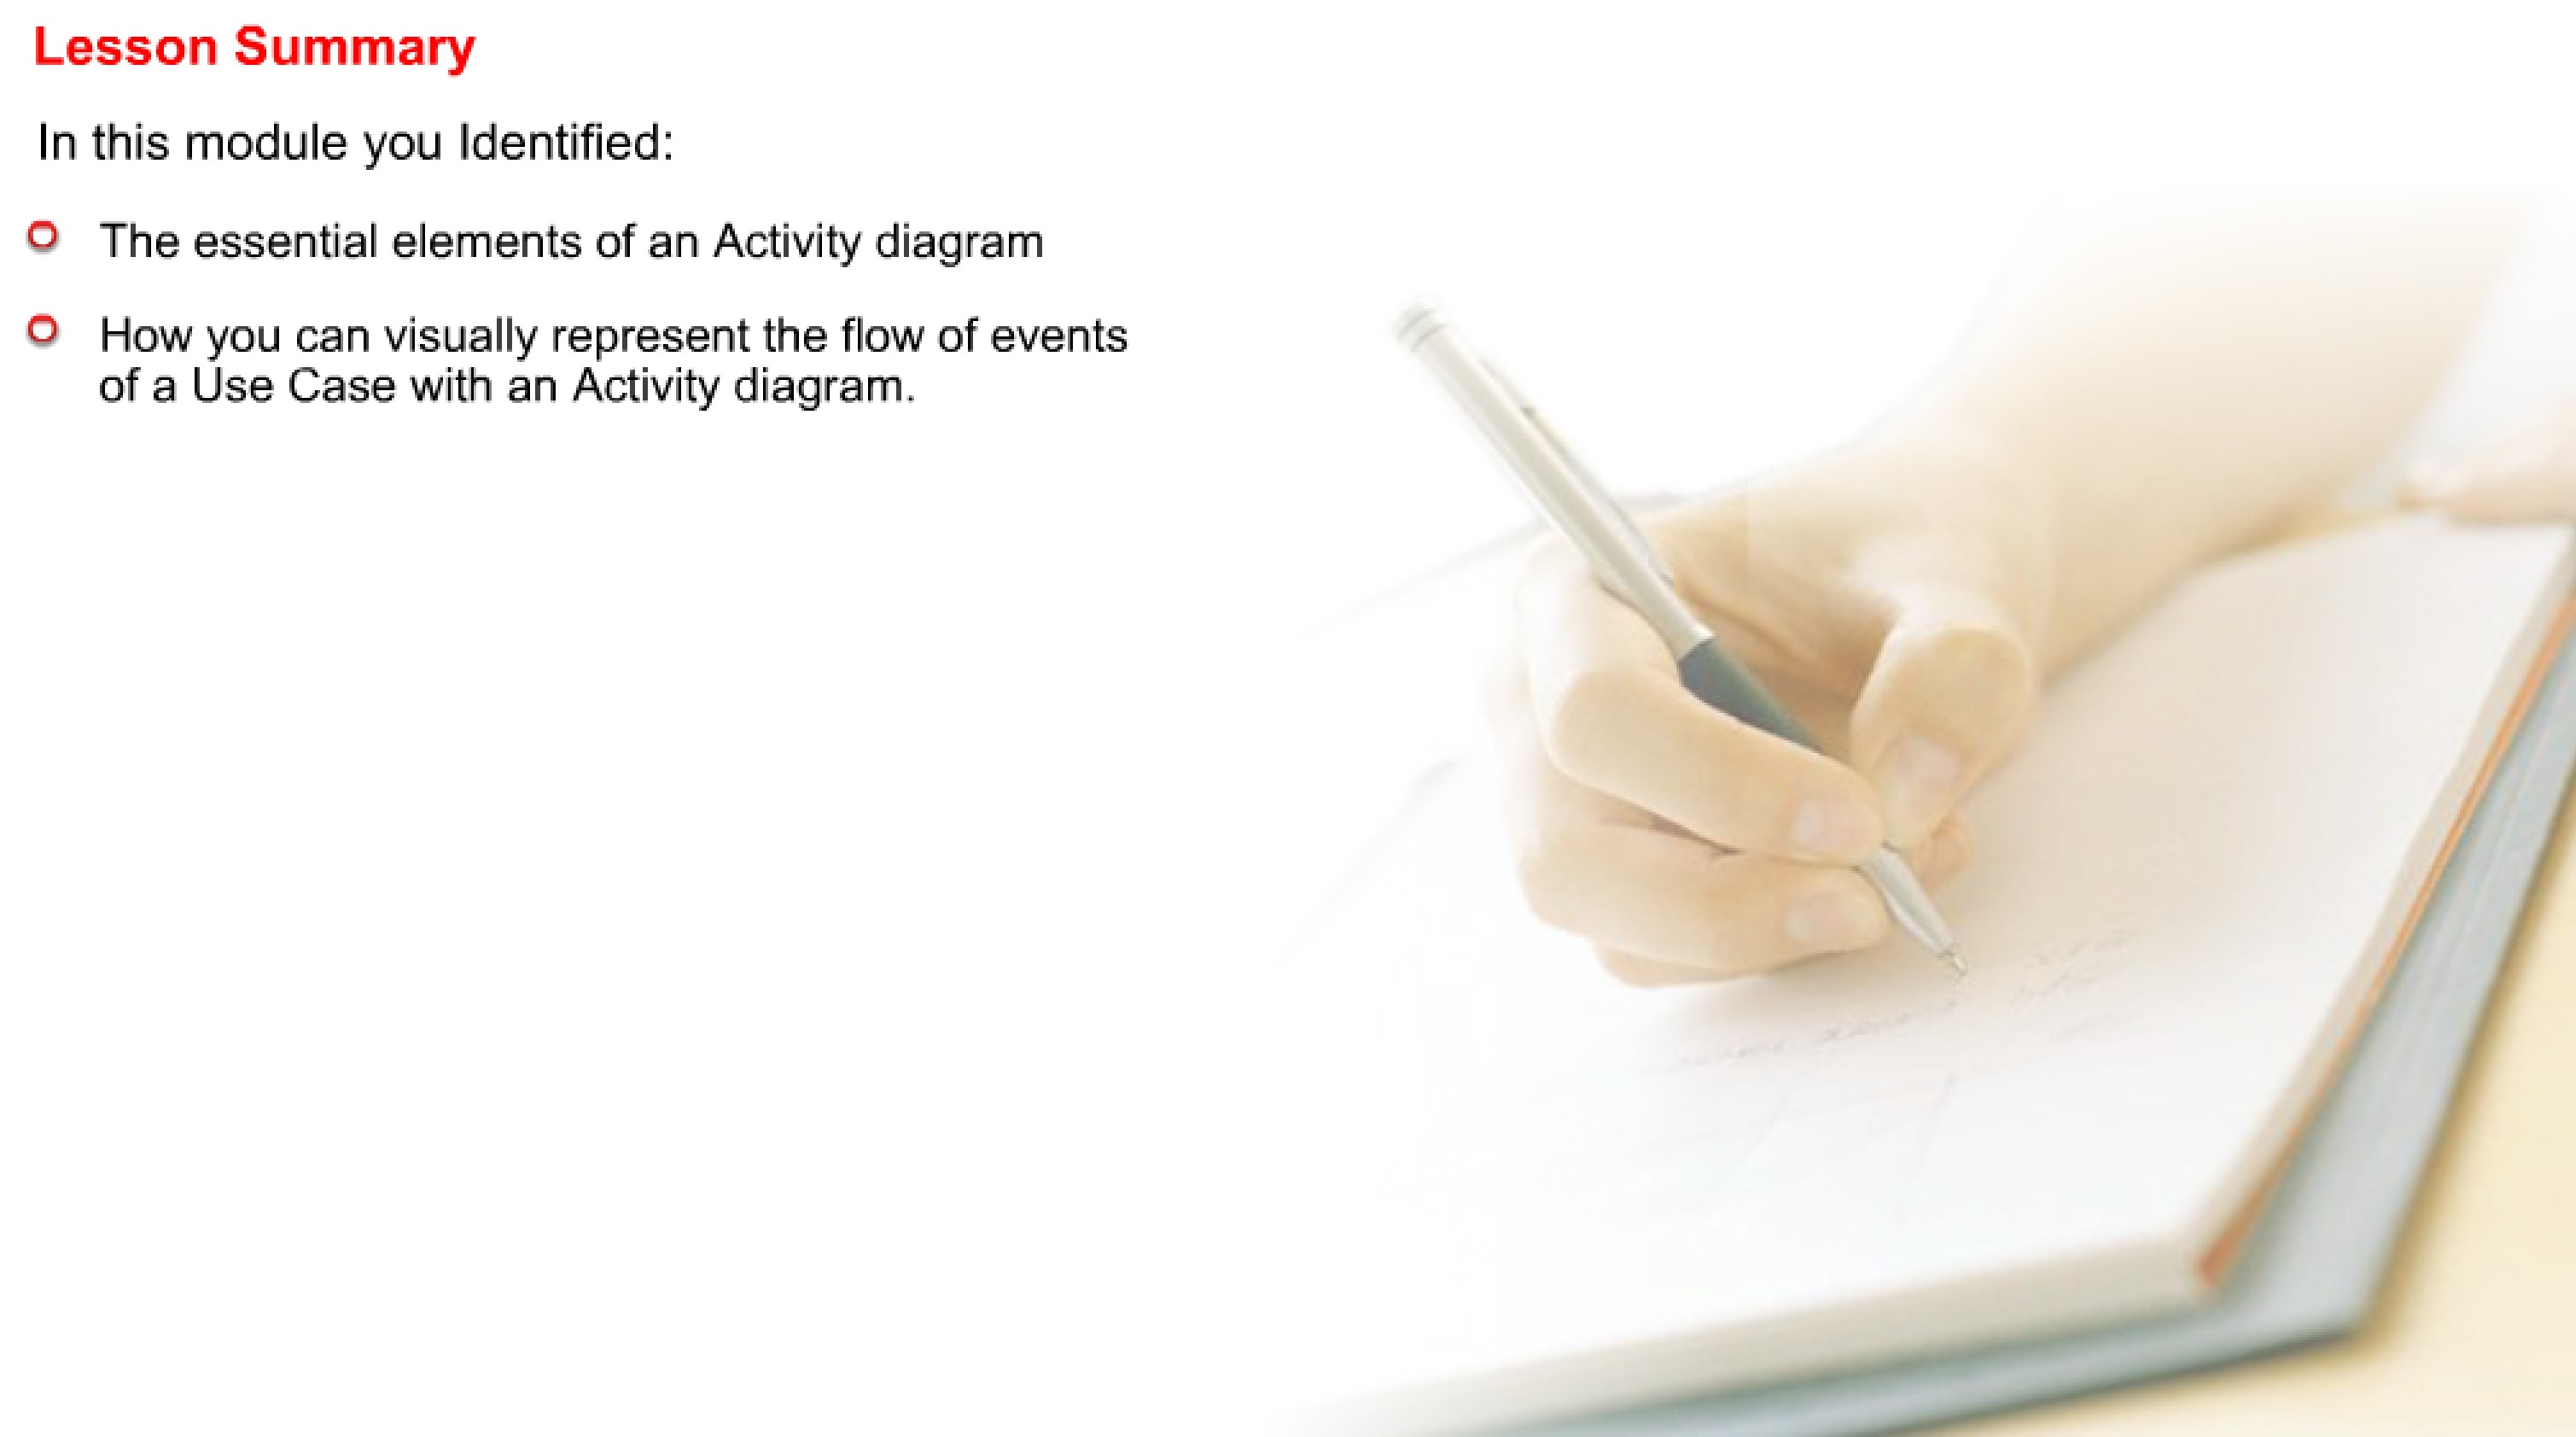 Lesson Summary
In this module you Identified:
The essential elements of an Activity diagram
How you can visually represent the flow of events
of a Use Case with an Activity diagram.